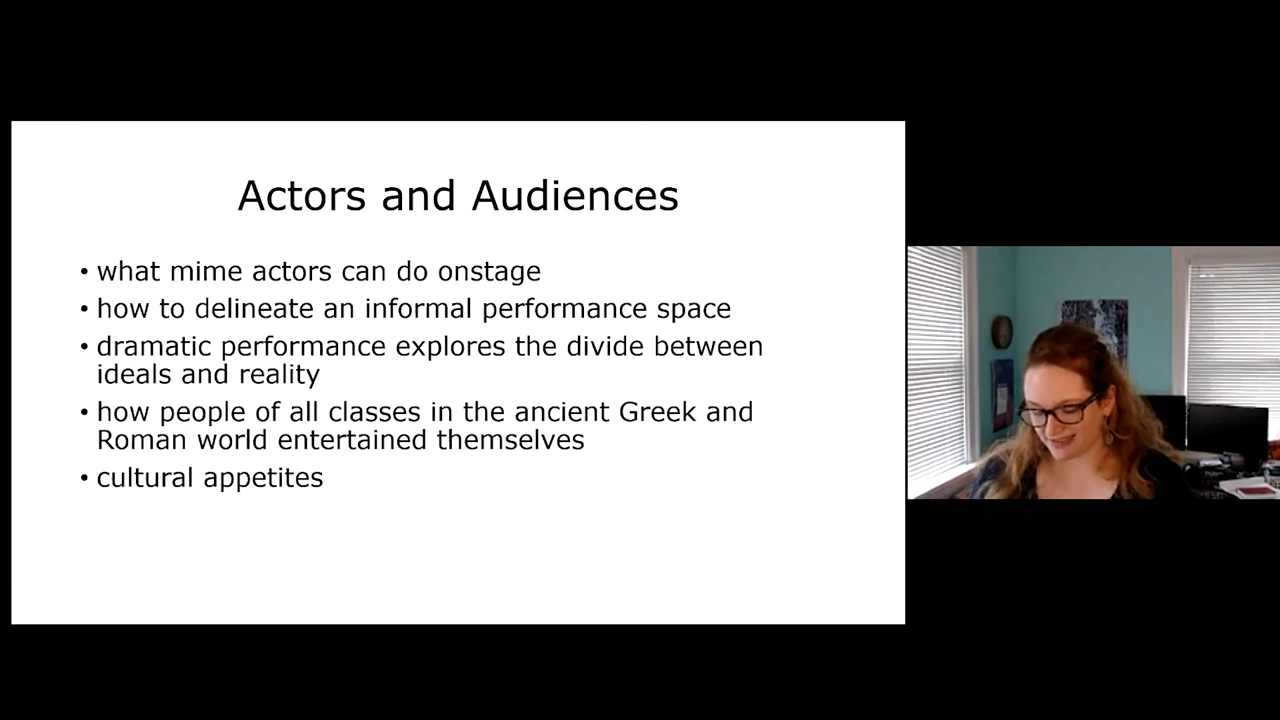 Actors and Audiences
• what mime actors can do onstage
• how to delineate an informal performance space
• dramatic performance explores the divide between
ideals and reality
• how people of all classes in the ancient Greek and
Roman world entertained themselves
• cultural appetites